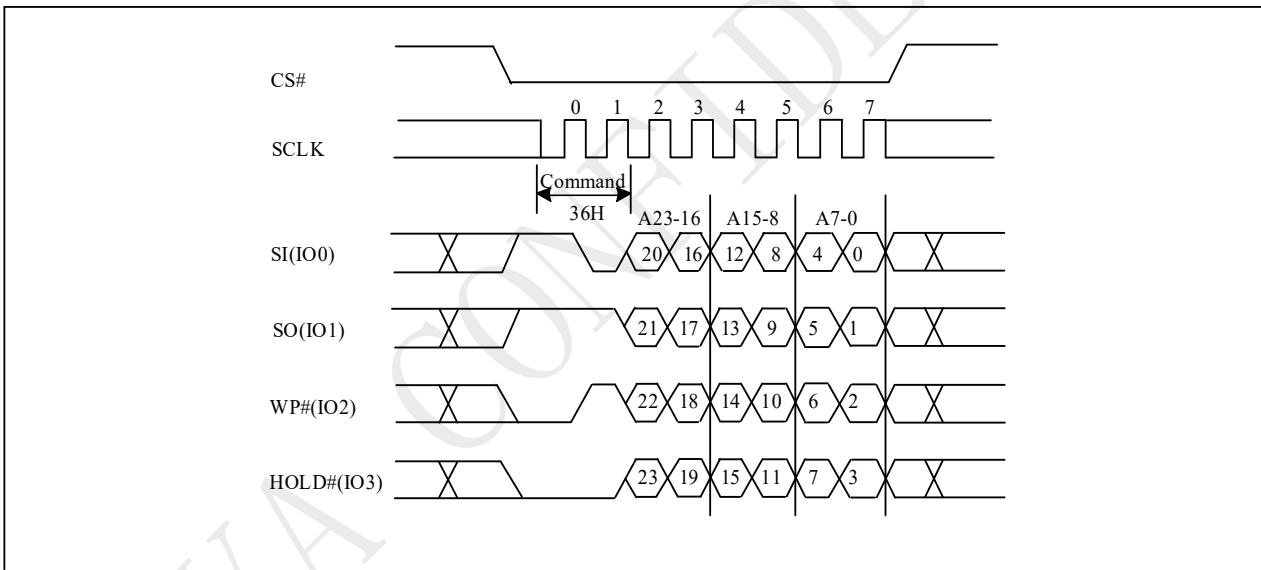 CS#
0 1 2 3 4 5 6 7
SCLK
Command
36H
A23-16 A15-8 A7-0
SI(IO0) 20 16 12 8 4 0
SO(IO1) 21 17 13 9 5 1
WP#(IO2) 22 18 14 10 6 2
HOLD#(IO3) 23 19 15 11 7 3